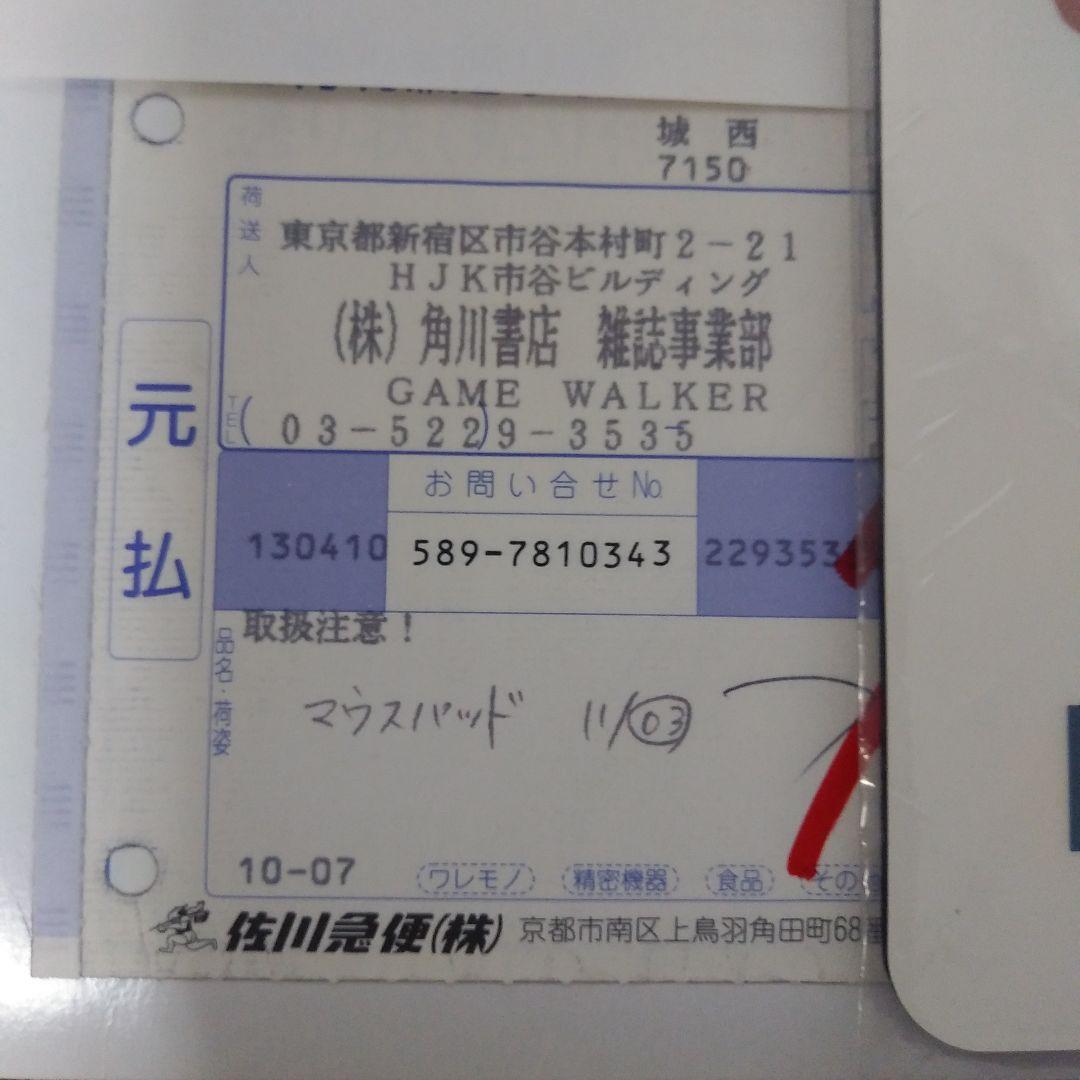 城 西
7150
荷送人
東京都新宿区市谷本村町2-21
HJK市谷ビルディング
(株)角川書店 雑誌事業部
GAME WALKER
TEL( 03-522)9-3535
元払
お問い合せNo.
130410 589-7810343 229353
取扱注意！
品名・荷姿
マウスパッド 11/03
10-07 ワレモノ 精密機器 食品 その
佐川急便(株) 京都市南区上鳥羽角田町68